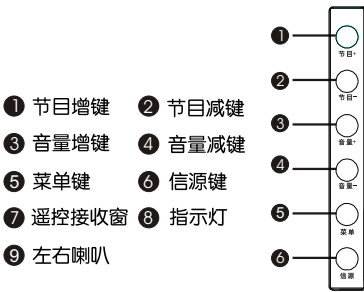 ❶ 节目增键 ❷ 节目减键
❸ 音量增键 ❹ 音量减键
❺ 菜单键 ❻ 信源键
❼ 遥控接收窗 ❽ 指示灯
❾ 左右喇叭
❶ 节目+
❷ 节目−
❸ 音量+
❹ 音量−
❺ 菜单
❻ 信源